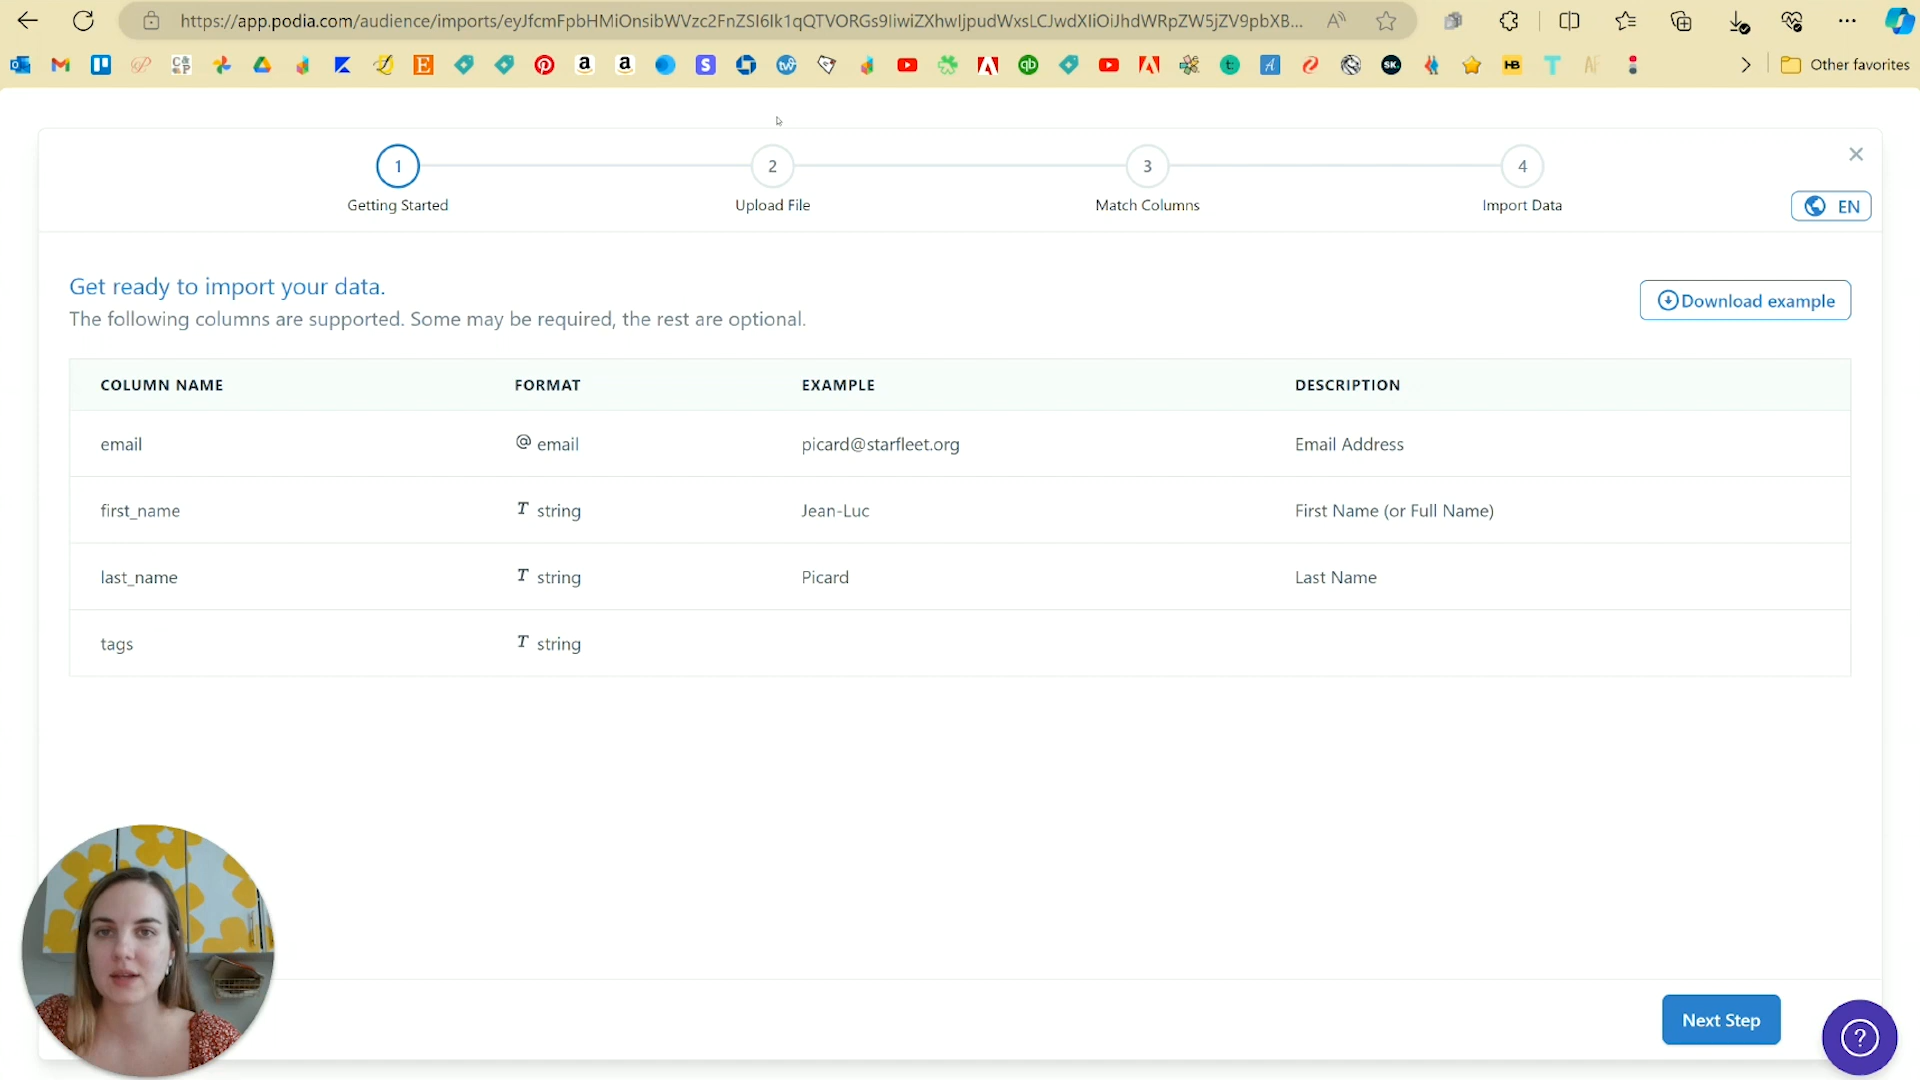 https://app.podia.com/audience/imports/eyJfcmFpbHMiOnsibWVzc2FnZSI6Ik1qQTVORGs9IiwiZXhwIjpudWxsLCJwdXIiOiJhdWRpZW5jZV9pbXB...
Other favorites
1
2
3
4
Getting Started
Upload File
Match Columns
Import Data
EN
Get ready to import your data.
The following columns are supported. Some may be required, the rest are optional.
Download example
COLUMN NAME FORMAT EXAMPLE DESCRIPTION
email @ email picard@starfleet.org Email Address
first_name T string Jean-Luc First Name (or Full Name)
last_name T string Picard Last Name
tags T string
Next Step
?